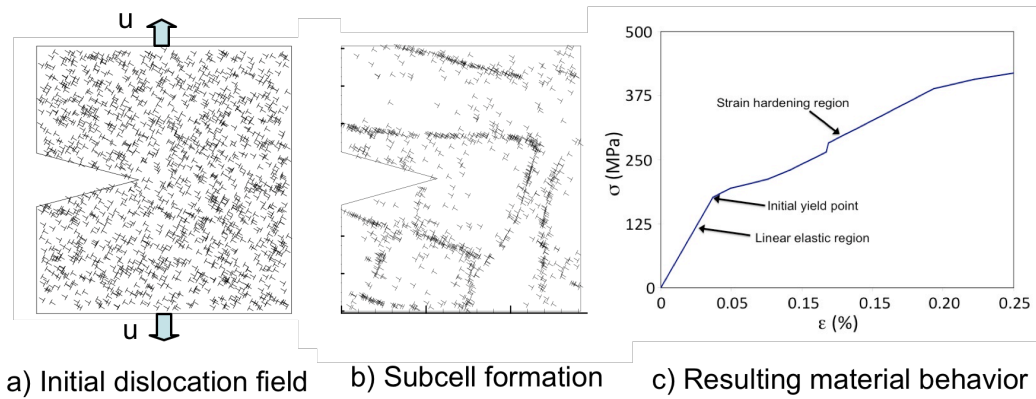 u
u
a) Initial dislocation field
b) Subcell formation
500
375
250
125
0
σ (MPa)
Strain hardening region
Initial yield point
Linear elastic region
0
0.05
0.15
0.15
0.20
0.25
ε (%)
c) Resulting material behavior